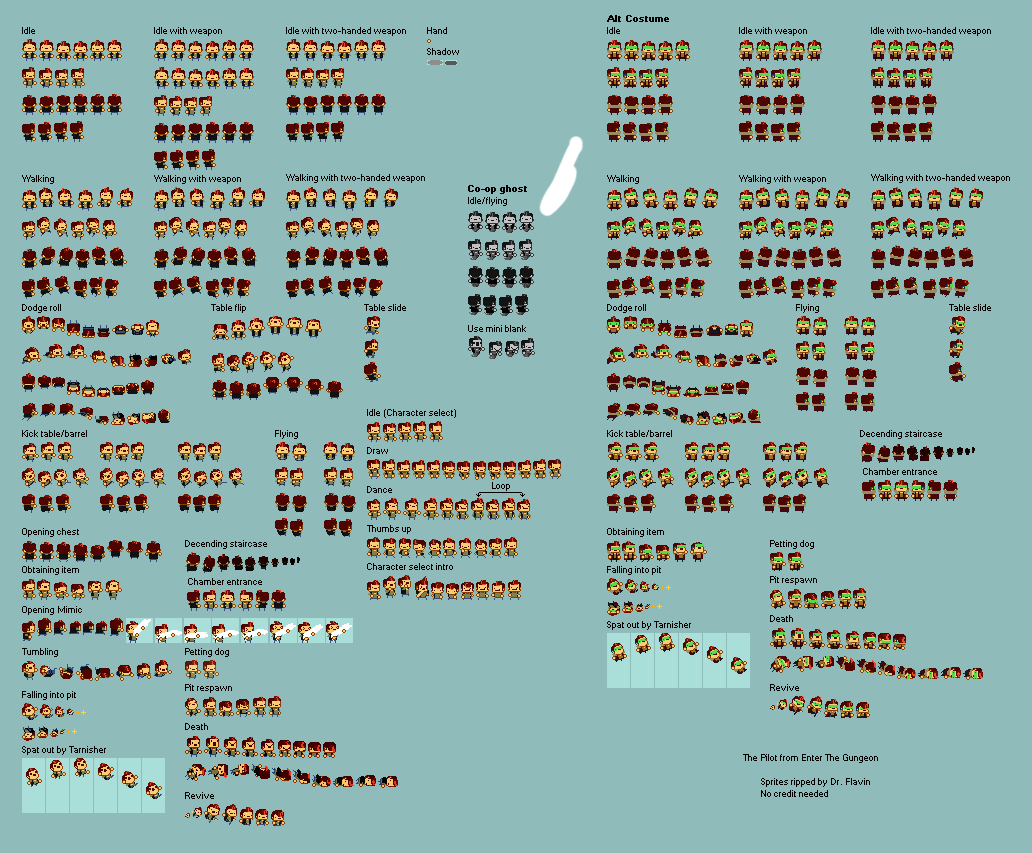 Idle
Idle with weapon
Idle with two-handed weapon
Hand
Shadow
Walking
Walking with weapon
Walking with two-handed weapon
Co-op ghost
Idle/flying
Dodge roll
Table flip
Table slide
Use mini blank
Idle (Character select)
Kick table/barrel
Flying
Draw
Dance
Loop
Thumbs up
Opening chest
Decending staircase
Obtaining item
Chamber entrance
Character select intro
Opening Mimic
Tumbling
Petting dog
Falling into pit
Pit respawn
Death
Spat out by Tarnisher
Revive
Alt Costume
Idle
Idle with weapon
Idle with two-handed weapon
Walking
Walking with weapon
Walking with two-handed weapon
Dodge roll
Flying
Table slide
Kick table/barrel
Decending staircase
Chamber entrance
Obtaining item
Petting dog
Falling into pit
Pit respawn
Spat out by Tarnisher
Death
Revive
The Pilot from Enter The Gungeon
Sprites ripped by Dr. Flavin
No credit needed